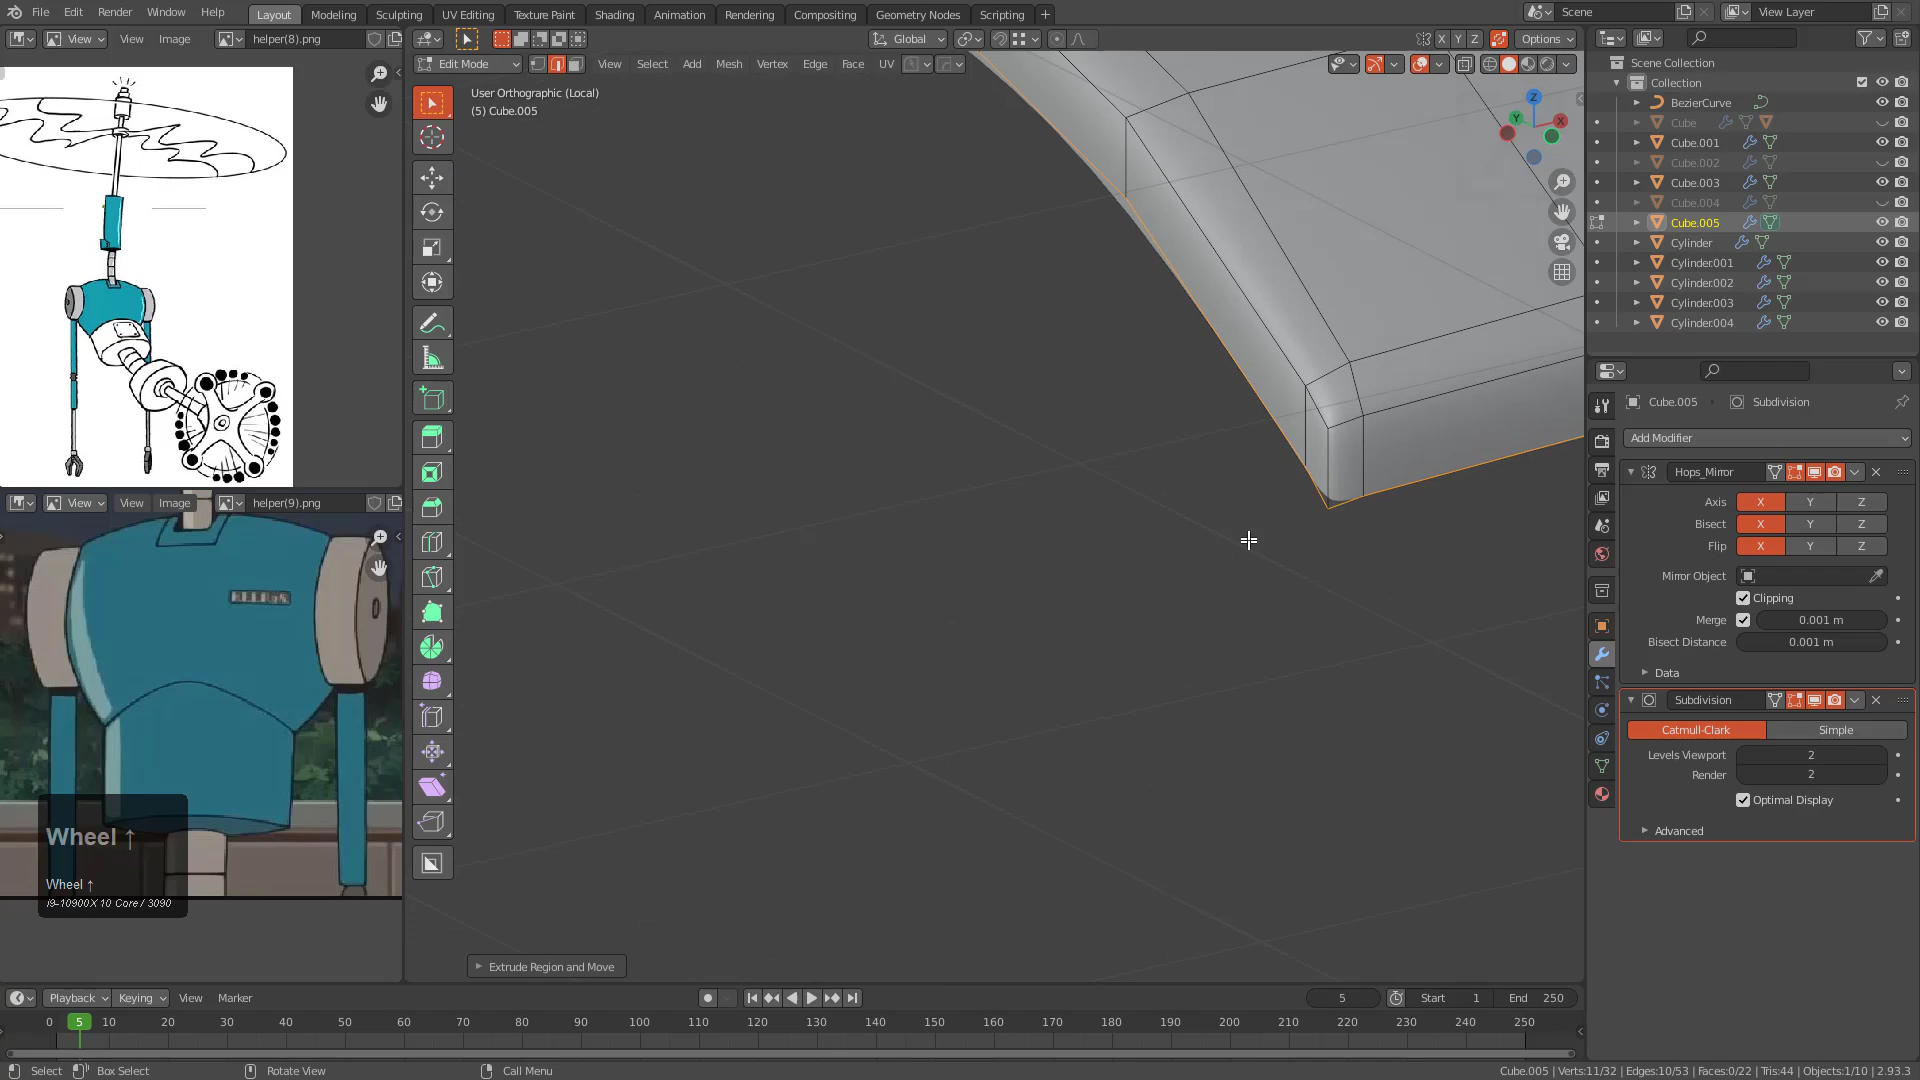 File Edit Render Window Help Layout Modeling Sculpting UV Editing Texture Paint Shading Animation Rendering Compositing Geometry Nodes Scripting + Scene View Layer
View View Image helper(8).png Global X Y Z Options
Edit Mode View Select Add Mesh Vertex Edge Face UV
User Orthographic (Local)
(5) Cube.005
Z
Y
X
Scene Collection
Collection
BezierCurve
Cube
Cube.001
Cube.002
Cube.003
Cube.004
Cube.005
Cylinder
Cylinder.001
Cylinder.002
Cylinder.003
Cylinder.004
Cube.005 Subdivision
Add Modifier
Hops_Mirror
Axis X Y Z
Bisect X Y Z
Flip X Y Z
Mirror Object
Clipping
Merge 0.001 m
Bisect Distance 0.001 m
Data
Subdivision
Catmull-Clark Simple
Levels Viewport 2
Render 2
Optimal Display
Advanced
View View Image helper(9).png
Wheel ↑
Wheel ↑
i9-10900X 10 Core / 3090
Extrude Region and Move
Playback Keying View Marker 5 Start 1 End 250
0 5 10 20 30 40 50 60 70 80 90 100 110 120 130 140 150 160 170 180 190 200 210 220 230 240 250
Select Box Select Rotate View Call Menu Cube.005 | Verts:11/32 | Edges:10/53 | Faces:0/22 | Tris:44 | Objects:1/10 | 2.93.3